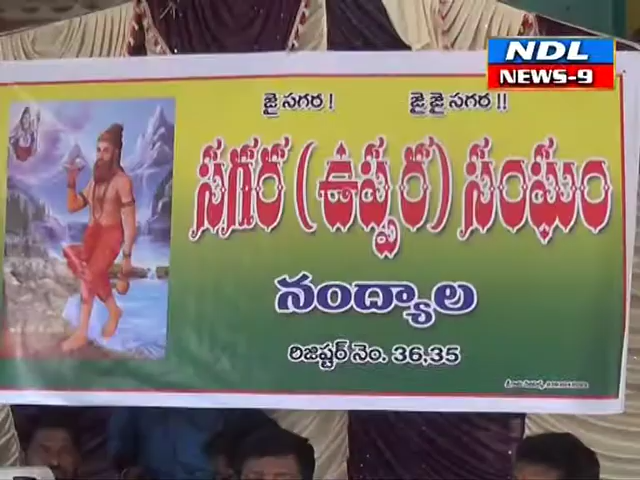 NDL
NEWS-9
జై సగర ! జై జై సగర !!
సగర (ఉప్పర) సంఘం
నంద్యాల
రిజిష్టర్ నెం. 36,35